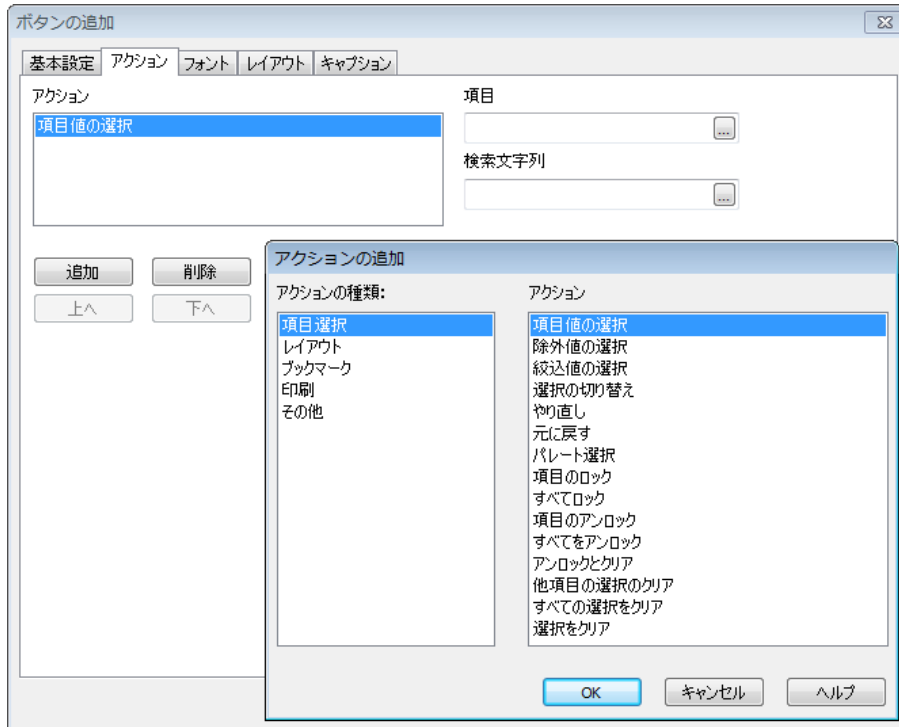 ボタンの追加
基本設定 アクション フォント レイアウト キャプション
アクション 項目
項目値の選択 ...
検索文字列
...
追加 削除
上へ 下へ
アクションの追加
アクションの種類: アクション
項目選択 項目値の選択
レイアウト 除外値の選択
ブックマーク 絞込値の選択
印刷 選択の切り替え
その他 やり直し
元に戻す
パレート選択
項目のロック
すべてロック
項目のアンロック
すべてをアンロック
アンロックとクリア
他項目の選択のクリア
すべての選択をクリア
選択をクリア
OK キャンセル ヘルプ